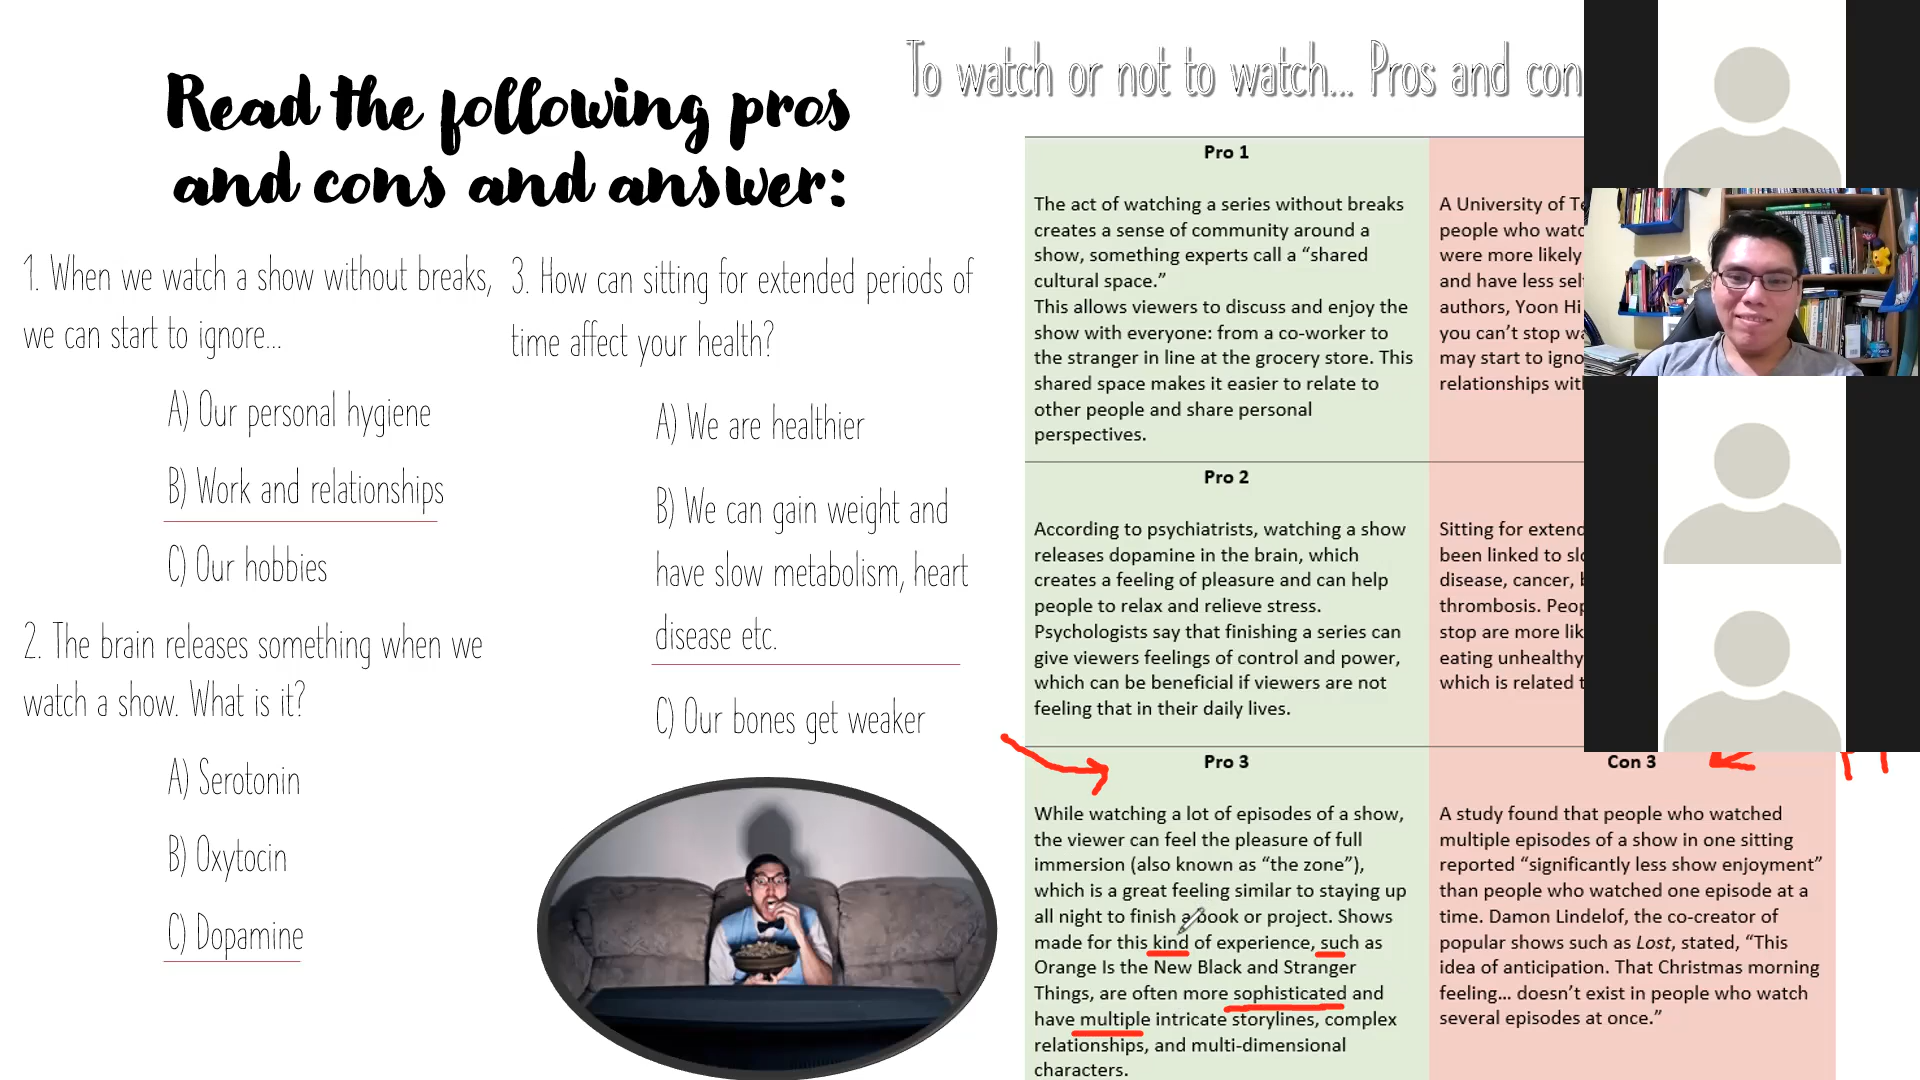 Read the following pros
and cons and answer:
1. When we watch a show without breaks,
we can start to ignore...
A) Our personal hygiene
B) Work and relationships
C) Our hobbies
2. The brain releases something when we
watch a show. What is it?
A) Serotonin
B) Oxytocin
C) Dopamine
3. How can sitting for extended periods of
time affect your health?
A) We are healthier
B) We can gain weight and
have slow metabolism, heart
disease etc.
C) Our bones get weaker
To watch or not to watch... Pros and con
Pro 1
The act of watching a series without breaks
creates a sense of community around a
show, something experts call a “shared
cultural space.”
This allows viewers to discuss and enjoy the
show with everyone: from a co-worker to
the stranger in line at the grocery store. This
shared space makes it easier to relate to
other people and share personal
perspectives.
A University of
people who
were more likely
and have less
authors, Yoon Hi
you can’t stop
may start to
relationships
Pro 2
According to psychiatrists, watching a show
releases dopamine in the brain, which
creates a feeling of pleasure and can help
people to relax and relieve stress.
Psychologists say that finishing a series can
give viewers feelings of control and power,
which can be beneficial if viewers are not
feeling that in their daily lives.
Sitting for
been linked to
disease, cancer,
thrombosis.
stop are more
eating unhealthy
which is related
Pro 3
While watching a lot of episodes of a show,
the viewer can feel the pleasure of full
immersion (also known as “the zone”),
which is a great feeling similar to staying up
all night to finish a book or project. Shows
made for this kind of experience, such as
Orange Is the New Black and Stranger
Things, are often more sophisticated and
have multiple intricate storylines, complex
relationships, and multi-dimensional
characters.
Con 3
A study found that people who watched
multiple episodes of a show in one sitting
reported “significantly less show enjoyment”
than people who watched one episode at a
time. Damon Lindelof, the co-creator of
popular shows such as Lost, stated, “This
idea of anticipation. That Christmas morning
feeling... doesn’t exist in people who watch
several episodes at once.”